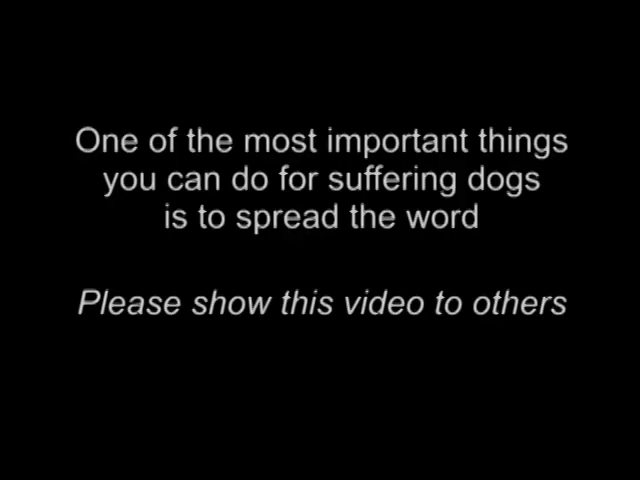 One of the most important things
you can do for suffering dogs
is to spread the word
Please show this video to others